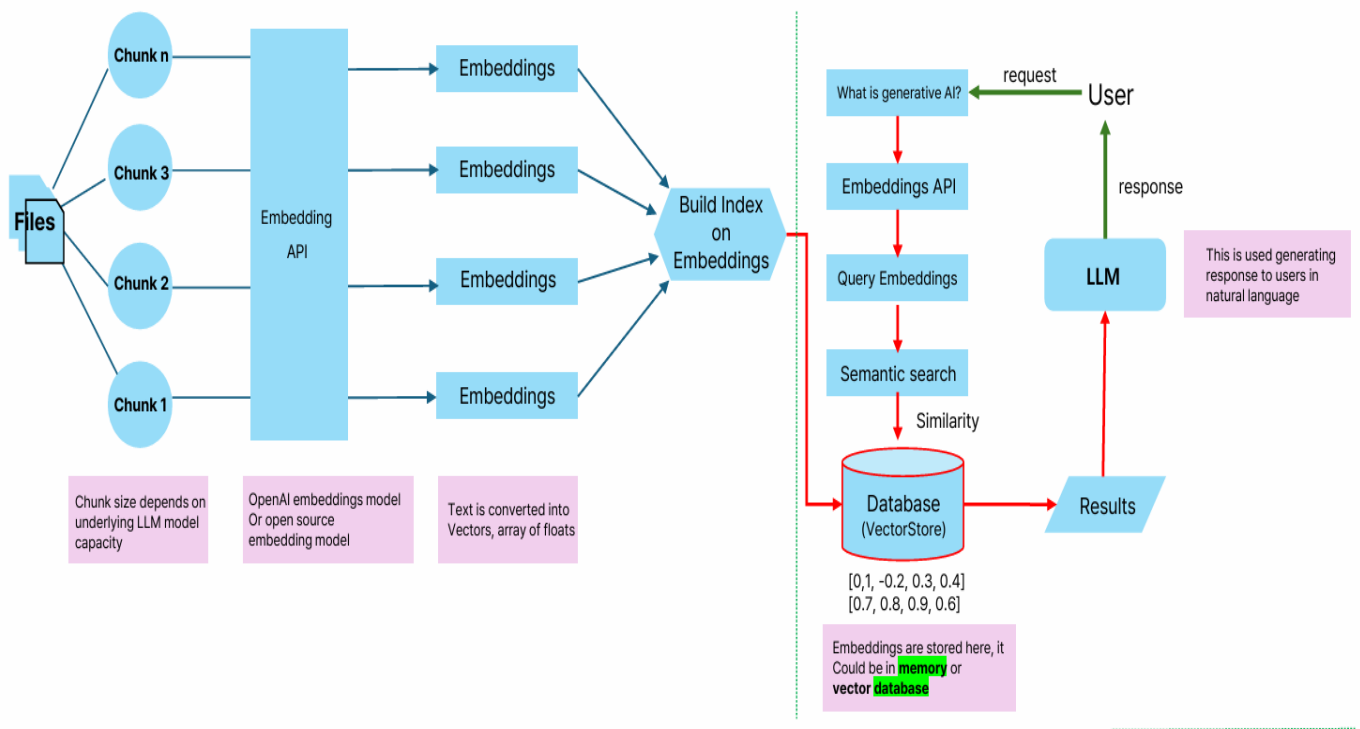 Chunk n
Chunk 3
Files
Chunk 2
Chunk 1
Embedding
API
Embeddings
Embeddings
Embeddings
Embeddings
Build Index
on
Embeddings
Chunk size depends on
underlying LLM model
capacity
OpenAI embeddings model
Or open source
embedding model
Text is converted into
Vectors, array of floats
What is generative AI?
request
User
Embeddings API
Query Embeddings
Semantic search
Similarity
Database
(VectorStore)
[0,1, -0.2, 0.3, 0.4]
[0.7, 0.8, 0.9, 0.6]
Embeddings are stored here, it
Could be in memory or
vector database
Results
LLM
response
This is used generating
response to users in
natural language